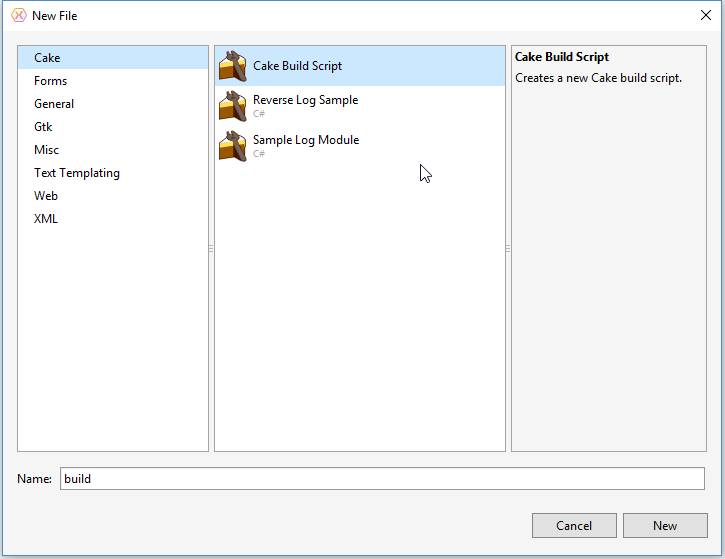 New File
Cake
Forms
General
Gtk
Misc
Text Templating
Web
XML
Cake Build Script
Reverse Log Sample
C#
Sample Log Module
C#
Cake Build Script
Creates a new Cake build script.
Name: build
Cancel New